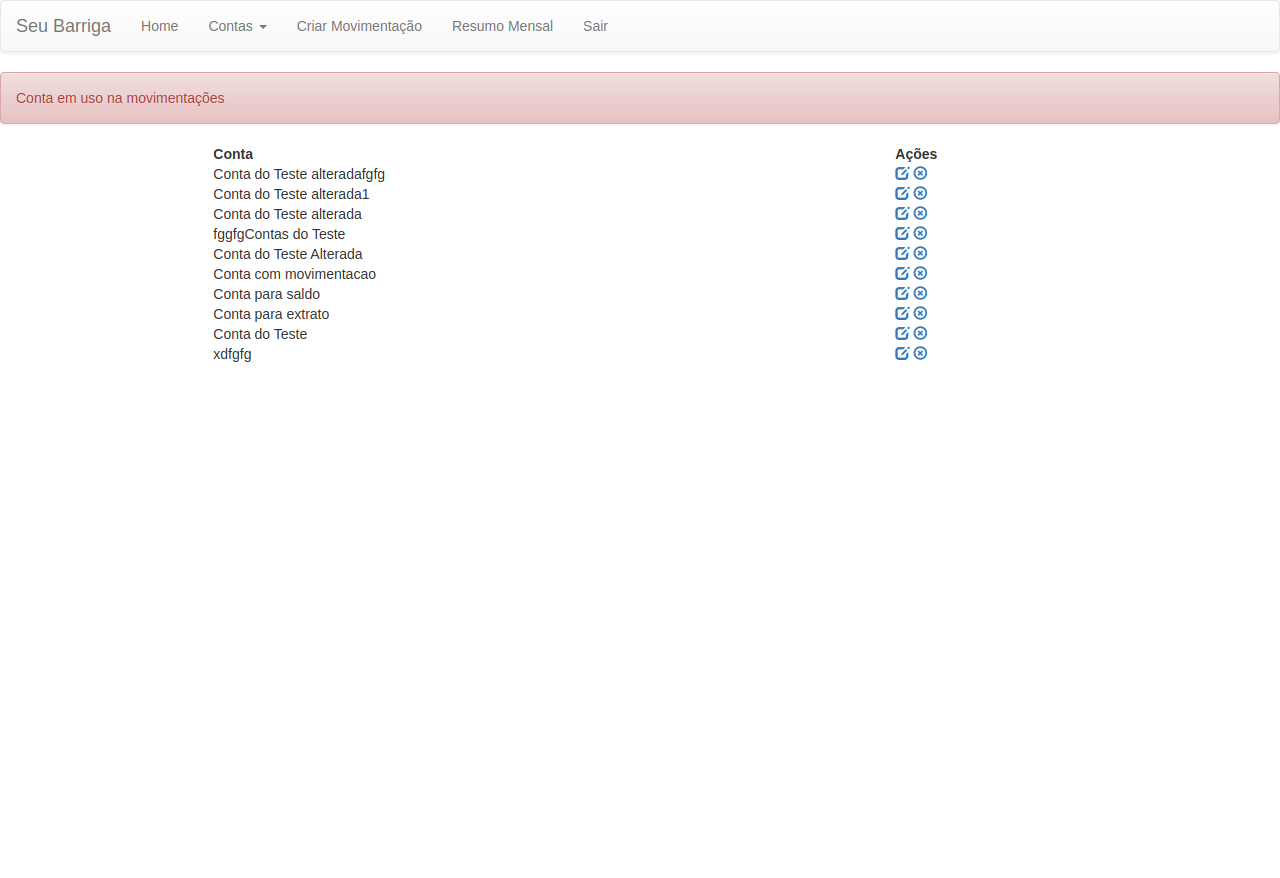 Seu Barriga Home Contas Criar Movimentação Resumo Mensal Sair
Conta em uso na movimentações
Conta Ações
Conta do Teste alteradafgfg
Conta do Teste alterada1
Conta do Teste alterada
fggfgContas do Teste
Conta do Teste Alterada
Conta com movimentacao
Conta para saldo
Conta para extrato
Conta do Teste
xdfgfg